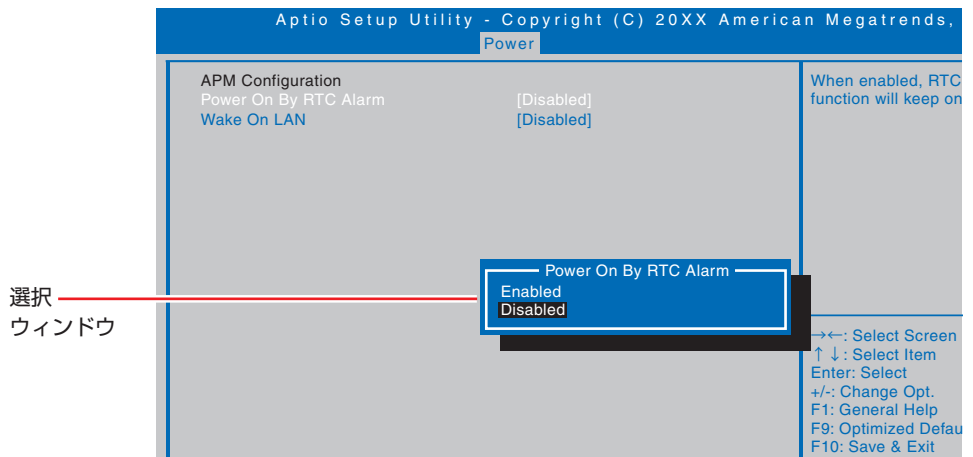 Aptio Setup Utility - Copyright (C) 20XX American Megatrends,
Power
APM Configuration
Power On By RTC Alarm [Disabled]
Wake On LAN [Disabled]
When enabled, RTC
function will keep on
Power On By RTC Alarm
Enabled
Disabled
選択
ウィンドウ
→←: Select Screen
↑↓: Select Item
Enter: Select
+/-: Change Opt.
F1: General Help
F9: Optimized Defau
F10: Save & Exit